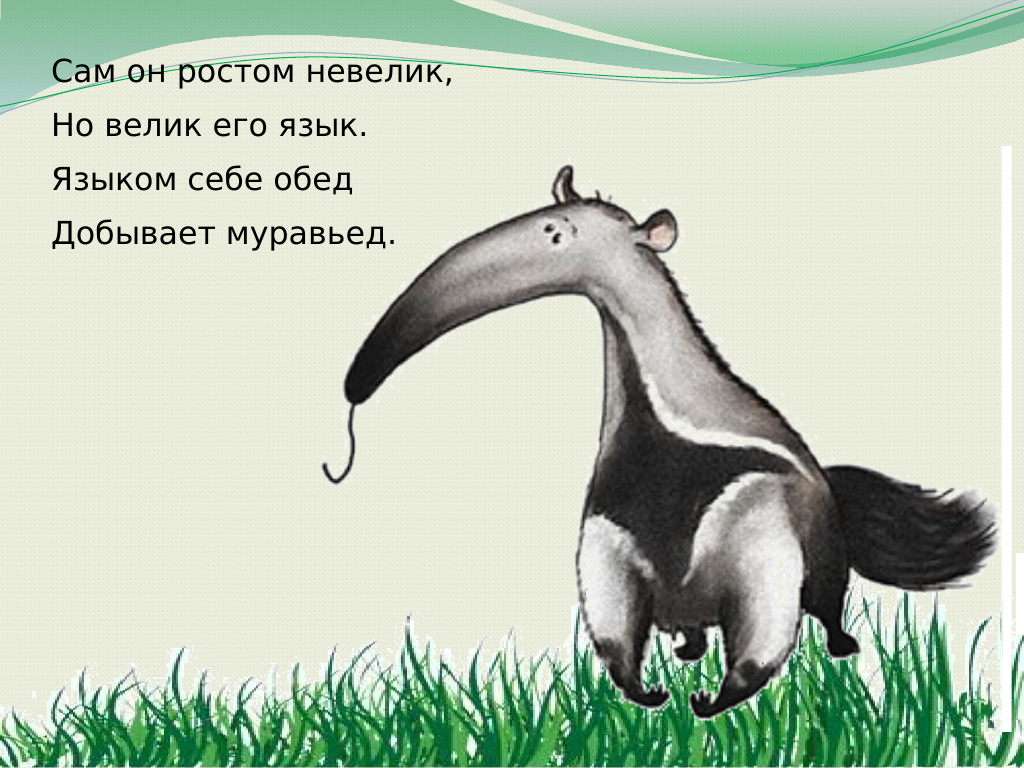 Сам он ростом невелик,
Но велик его язык.
Языком себе обед
Добывает муравьед.